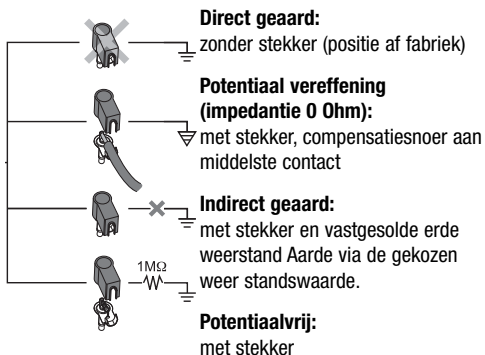 Direct geaard:
zonder stekker (positie af fabriek)
Potentiaal vereffening
(impedantie 0 Ohm):
met stekker, compensatiesnoer aan
middelste contact
Indirect geaard:
met stekker en vastgesolde erde
weerstand Aarde via de gekozen
weer standswaarde.
1MΩ
Potentiaalvrij:
met stekker